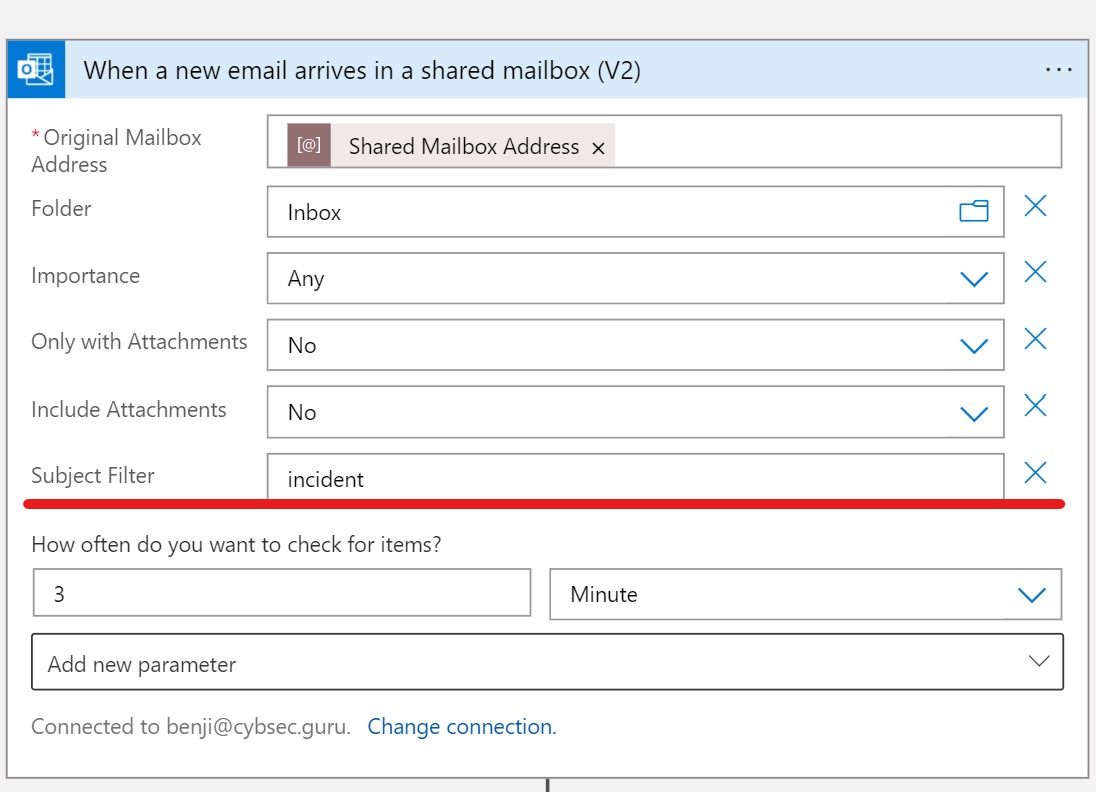 When a new email arrives in a shared mailbox (V2)
* Original Mailbox
Address
[@] Shared Mailbox Address ×
Folder
Inbox
Importance
Any
Only with Attachments
No
Include Attachments
No
Subject Filter
incident
How often do you want to check for items?
3
Minute
Add new parameter
Connected to benji@cybsec.guru. Change connection.